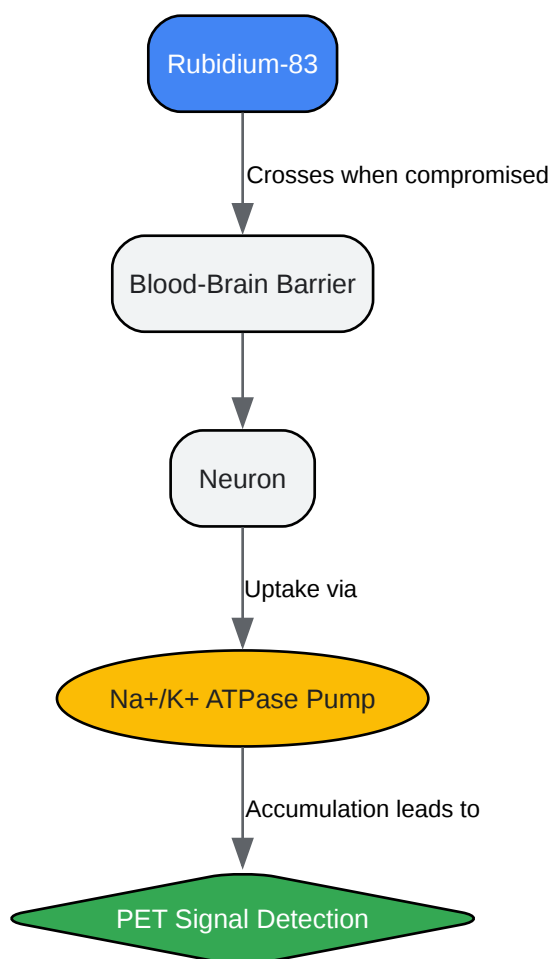 Rubidium-83
Crosses when compromised
Blood-Brain Barrier
Neuron
Uptake via
Na+/K+ ATPase Pump
Accumulation leads to
PET Signal Detection